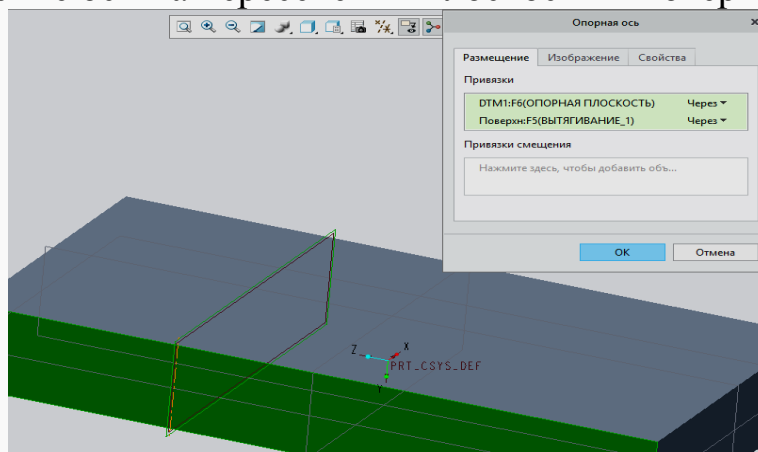 Опорная ось
Размещение Изображение Свойства
Привязки
DTM1:F6(ОПОРНАЯ ПЛОСКОСТЬ) Через
Поверхн:F5(ВЫТЯГИВАНИЕ_1) Через
Привязки смещения
Нажмите здесь, чтобы добавить объ...
ОК Отмена
Z X
PRT_CSYS_DEF
Y